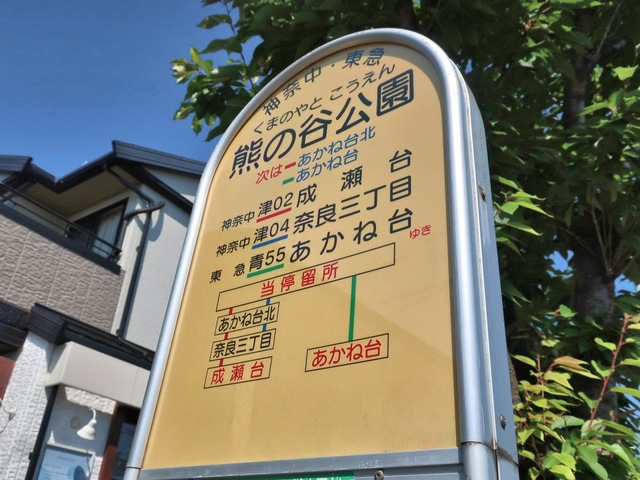 神奈中・東急
くまのやと こうえん
熊の谷公園
次は あかね台北
あかね台
神奈中 津02 成瀬台
神奈中 津04 奈良三丁目
東急 青55 あかね台 ゆき
当停留所
あかね台北
奈良三丁目
成瀬台
あかね台